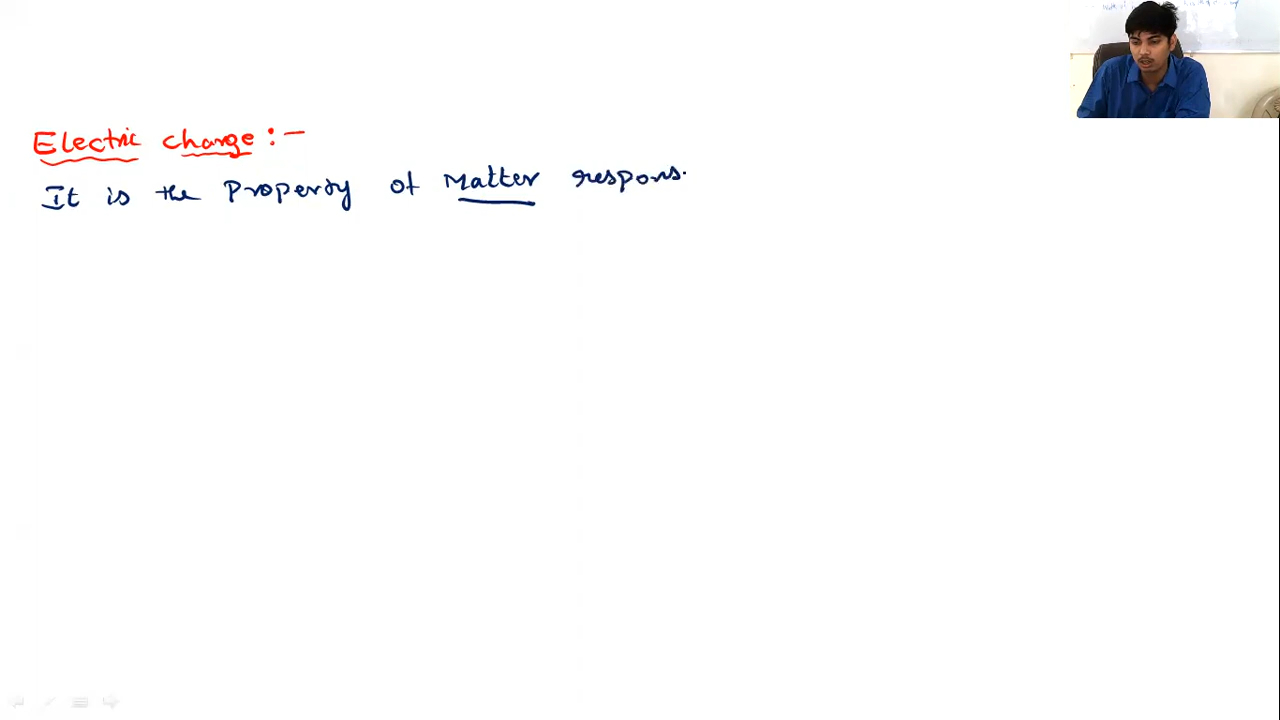 Electric charge :-
It is the Property of Matter respons.